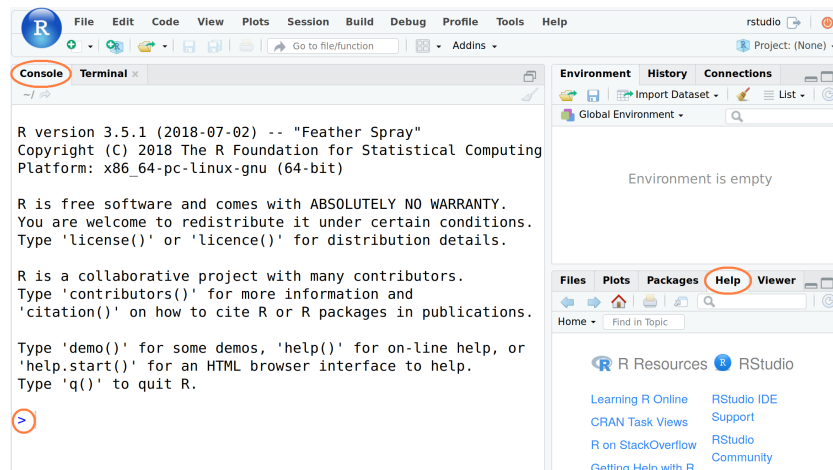 R
File Edit Code View Plots Session Build Debug Profile Tools Help
rstudio
Go to file/function
Addins
Project: (None)
Console Terminal
~/
R version 3.5.1 (2018-07-02) -- "Feather Spray"
Copyright (C) 2018 The R Foundation for Statistical Computing
Platform: x86_64-pc-linux-gnu (64-bit)
R is free software and comes with ABSOLUTELY NO WARRANTY.
You are welcome to redistribute it under certain conditions.
Type 'license()' or 'licence()' for distribution details.
R is a collaborative project with many contributors.
Type 'contributors()' for more information and
'citation()' on how to cite R or R packages in publications.
Type 'demo()' for some demos, 'help()' for on-line help, or
'help.start()' for an HTML browser interface to help.
Type 'q()' to quit R.
>
Environment History Connections
Import Dataset
List
Global Environment
Environment is empty
Files Plots Packages Help Viewer
Home
Find in Topic
R R Resources
R RStudio
Learning R Online
CRAN Task Views
R on StackOverflow
Getting Help with R
RStudio IDE
Support
RStudio
Community